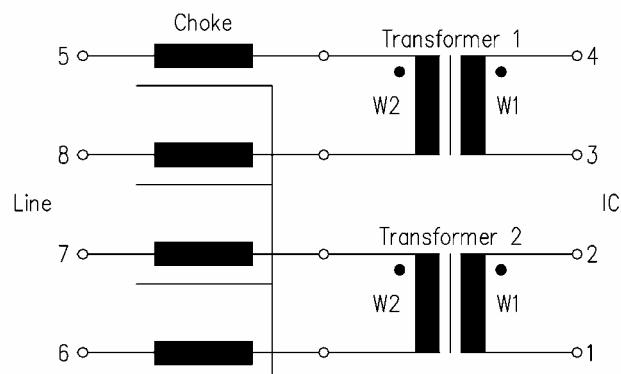 Choke
5
Transformer 1
4
W2
W1
8
3
Line
IC
7
Transformer 2
2
W2
W1
6
1